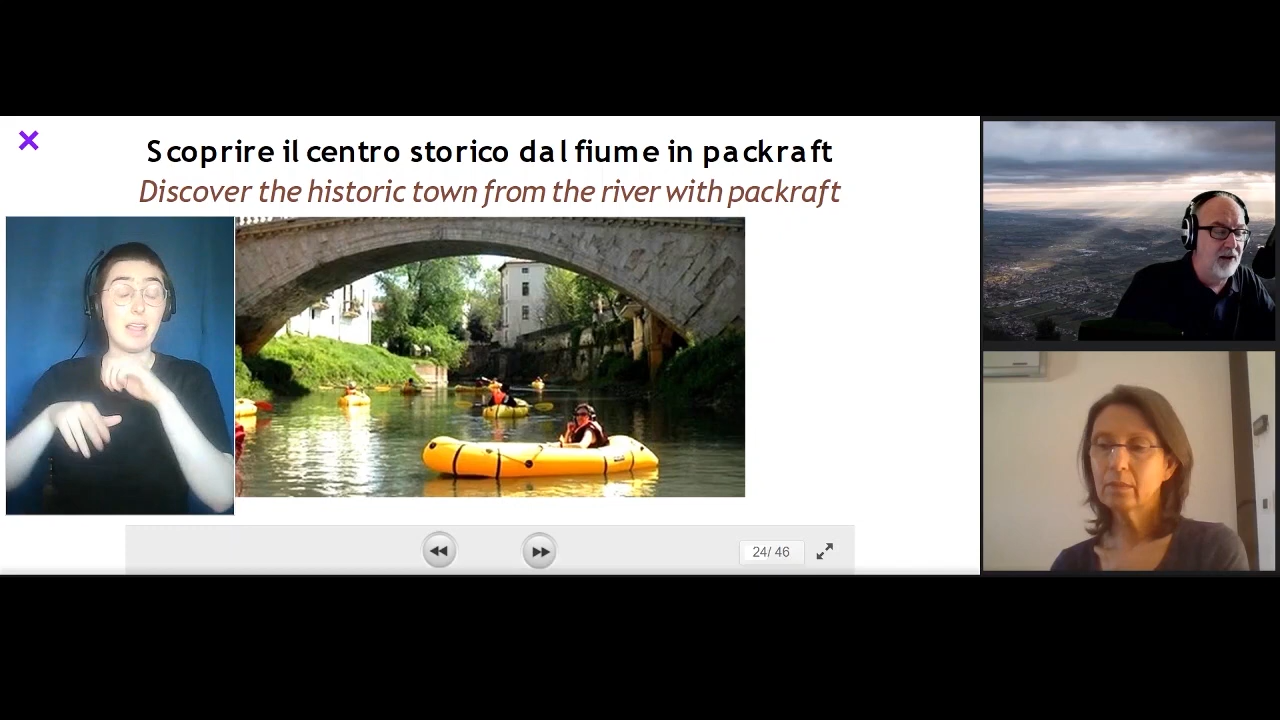 Scoprire il centro storico dal fiume in packraft
Discover the historic town from the river with packraft
24/ 46